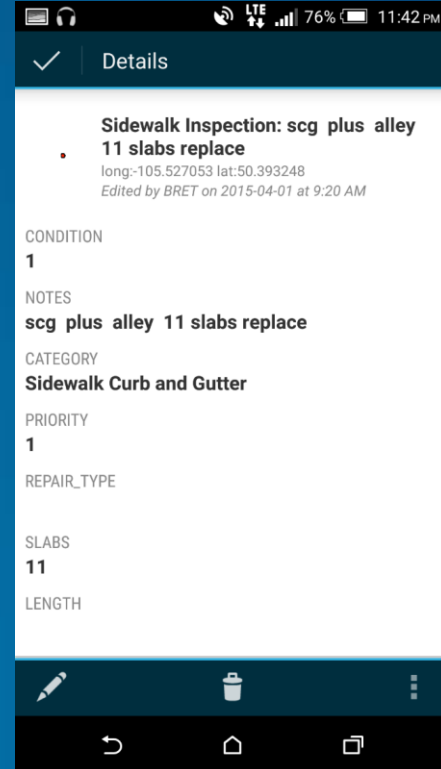 LTE 76% 11:42 PM
Details
Sidewalk Inspection: scg plus alley
11 slabs replace
long:-105.527053 lat:50.393248
Edited by BRET on 2015-04-01 at 9:20 AM
CONDITION
1
NOTES
scg plus alley 11 slabs replace
CATEGORY
Sidewalk Curb and Gutter
PRIORITY
1
REPAIR_TYPE
SLABS
11
LENGTH